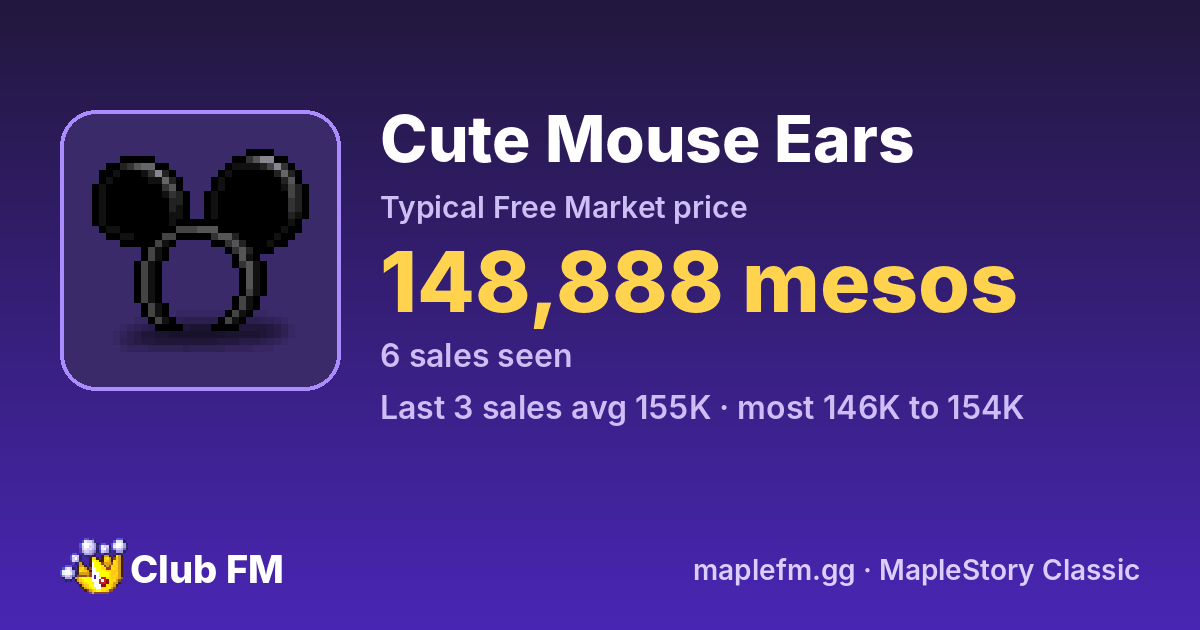 Cute Mouse Ears
Typical Free Market price
148,888 mesos
6 sales seen
Last 3 sales avg 155K · most 146K to 154K
Club FM
maplefm.gg · MapleStory Classic